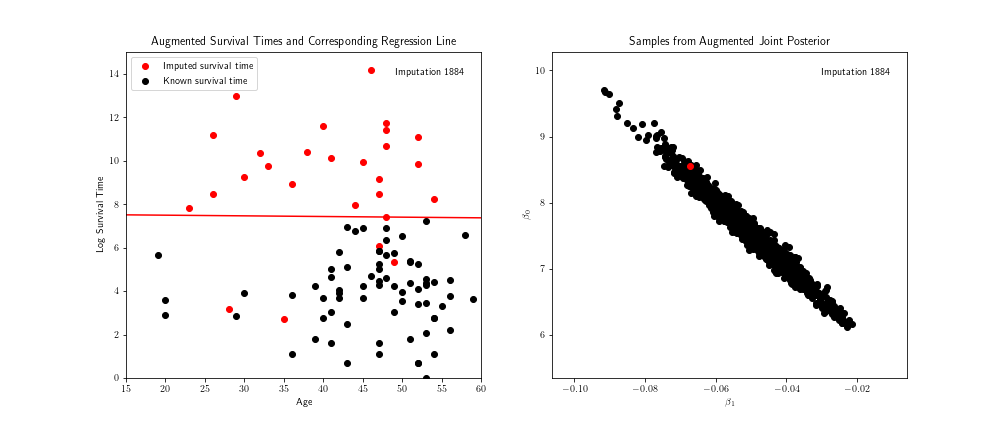 Augmented Survival Times and Corresponding Regression Line
Imputed survival time
Known survival time
Imputation 1884
Log Survival Time
14
12
10
8
6
4
2
0
15
20
25
30
35
40
45
50
55
60
Age
Samples from Augmented Joint Posterior
Imputation 1884
β₀
10
9
8
7
6
−0.10
−0.08
−0.06
−0.04
−0.02
β₁